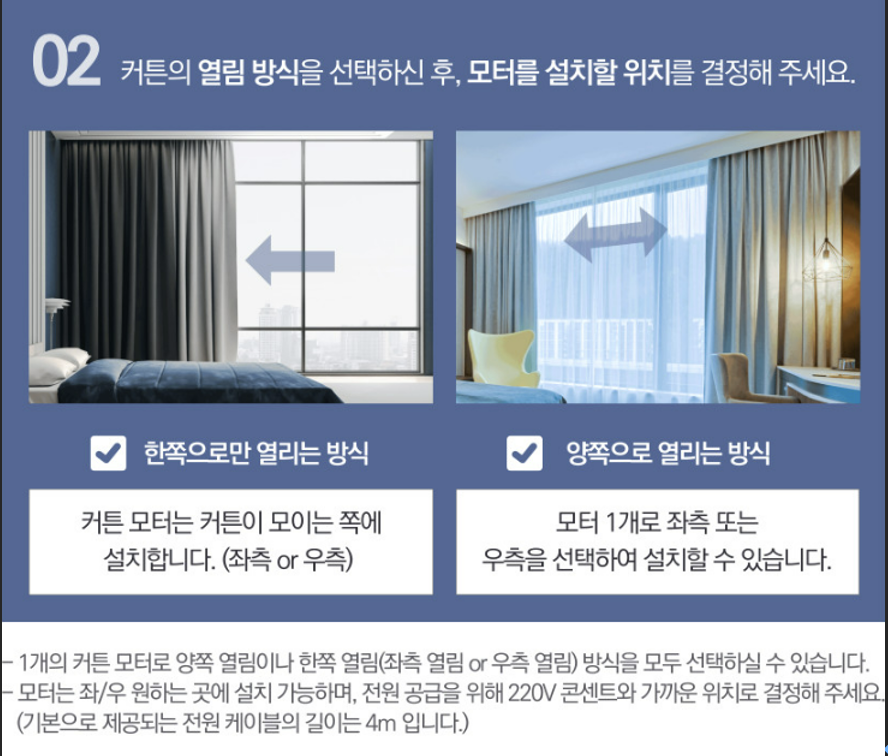 02 커튼의 열림 방식을 선택하신 후, 모터를 설치할 위치를 결정해 주세요.
한쪽으로만 열리는 방식
커튼 모터는 커튼이 모이는 쪽에
설치합니다. (좌측 or 우측)
양쪽으로 열리는 방식
모터 1개로 좌측 또는
우측을 선택하여 설치할 수 있습니다.
- 1개의 커튼 모터로 양쪽 열림이나 한쪽 열림(좌측 열림 or 우측 열림) 방식을 모두 선택하실 수 있습니다.
- 모터는 좌/우 원하는 곳에 설치 가능하며, 전원 공급을 위해 220V 콘센트와 가까운 위치로 결정해 주세요.
(기본으로 제공되는 전원 케이블의 길이는 4m 입니다.)